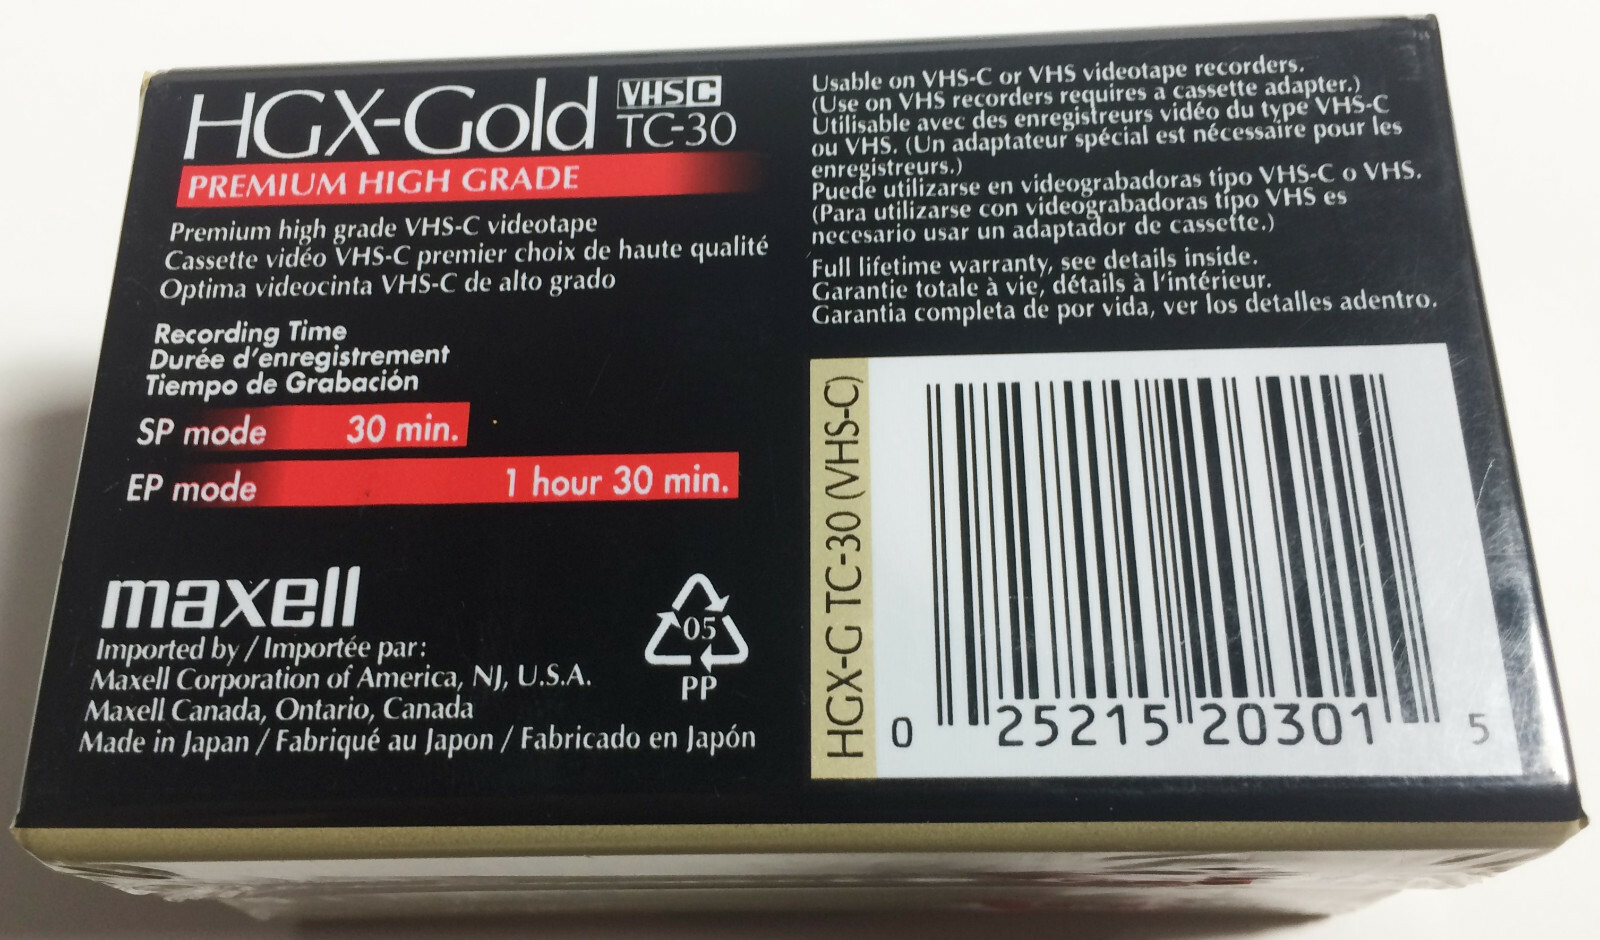 HGX-Gold VHSC
TC-30
PREMIUM HIGH GRADE
Premium high grade VHS-C videotape
Cassette vidéo VHS-C premier choix de haute qualité
Optima videocinta VHS-C de alto grado
Recording Time
Durée d'enregistrement
Tiempo de Grabación
SP mode 30 min.
EP mode 1 hour 30 min.
maxell
Imported by / Importée par:
Maxell Corporation of America, NJ, U.S.A.
Maxell Canada, Ontario, Canada
Made in Japan / Fabriqué au Japon / Fabricado en Japón
05
PP
Usable on VHS-C or VHS videotape recorders.
(Use on VHS recorders requires a cassette adapter.)
Utilisable avec des enregistreurs vidéo du type VHS-C
ou VHS. (Un adaptateur spécial est nécessaire pour les
enregistreurs.)
Puede utilizarse en videograbadoras tipo VHS-C o VHS.
(Para utilizarse con videograbadoras tipo VHS es
necesario usar un adaptador de cassette.)
Full lifetime warranty, see details inside.
Garantie totale à vie, détails à l'intérieur.
Garantia completa de por vida, ver los detalles adentro.
HGX-G TC-30 (VHS-C)
0 25215 20301 5